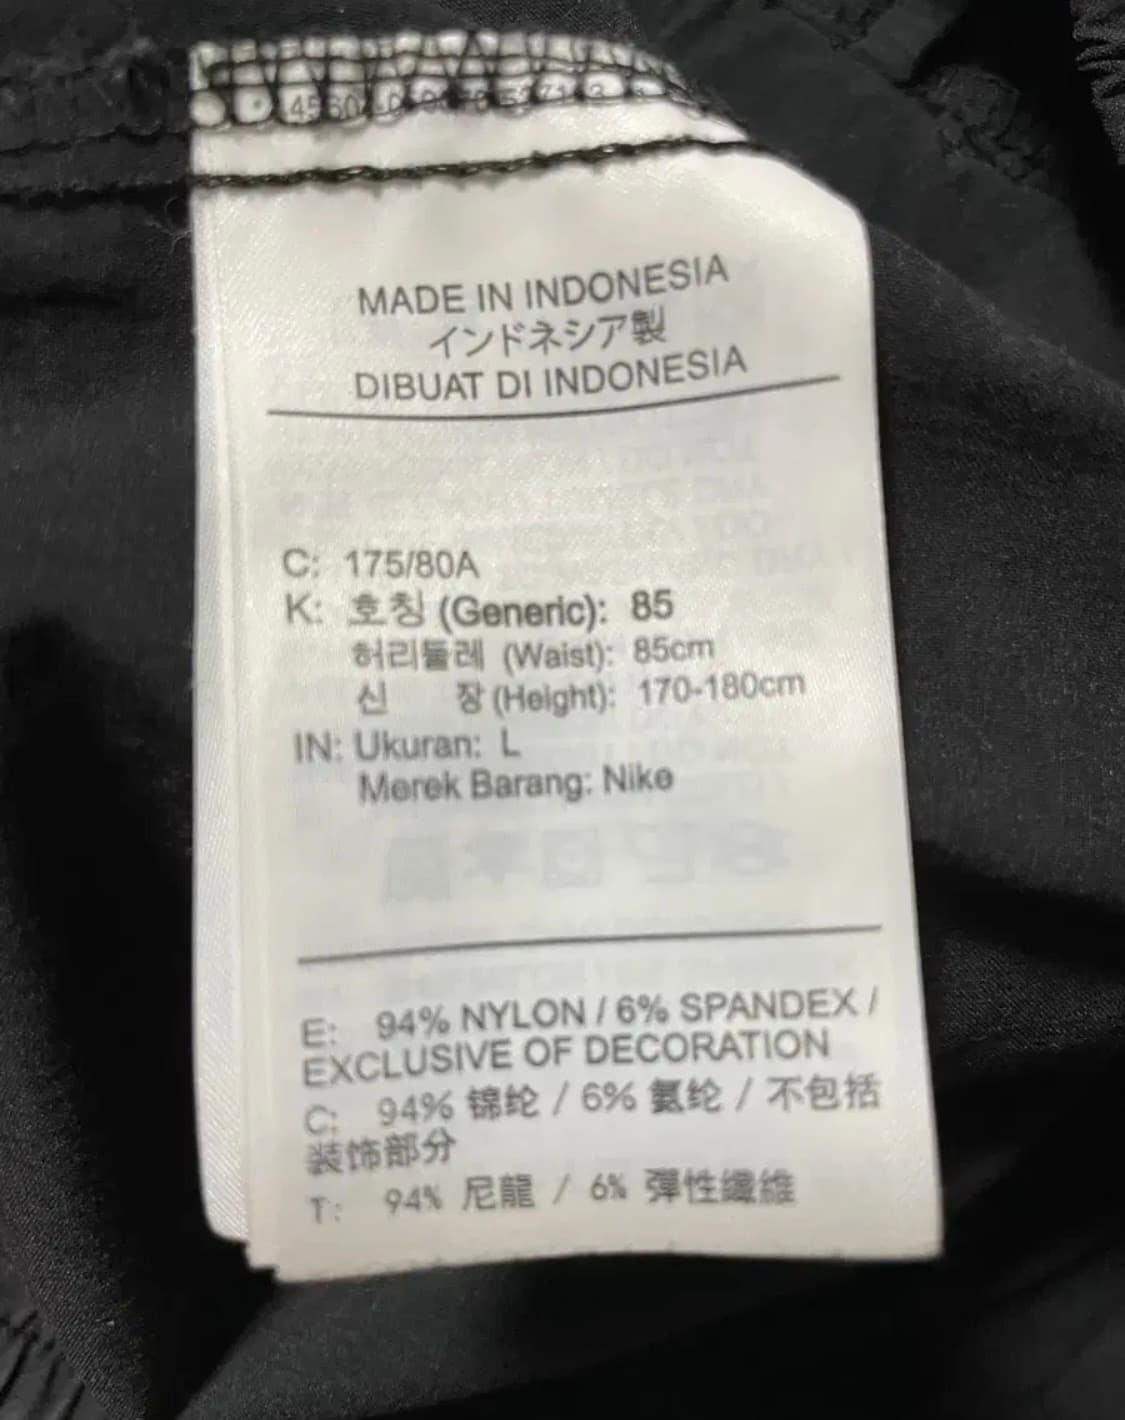 MADE IN INDONESIA
インドネシア製
DIBUAT DI INDONESIA
C: 175/80A
K: 호칭 (Generic): 85
허리둘레 (Waist): 85cm
신 장 (Height): 170-180cm
IN: Ukuran: L
Merek Barang: Nike
E: 94% NYLON / 6% SPANDEX /
EXCLUSIVE OF DECORATION
C: 94% 锦纶 / 6% 氨纶 / 不包括
装饰部分
T: 94% 尼龍 / 6% 彈性纖維